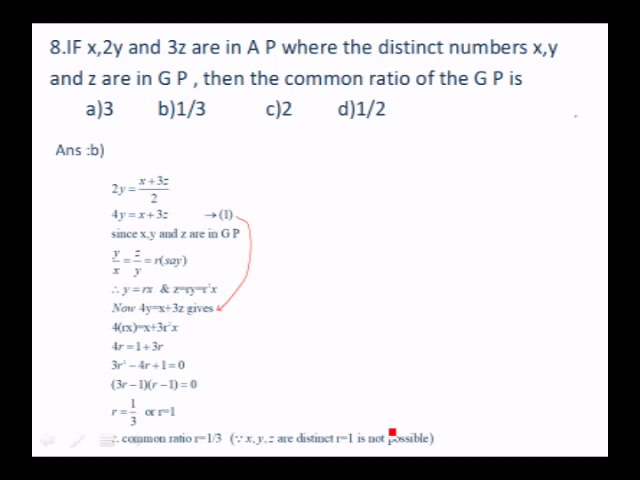 8.IF x,2y and 3z are in A P where the distinct numbers x,y
and z are in G P , then the common ratio of the G P is
a)3 b)1/3 c)2 d)1/2
Ans :b)
2y = x+3z / 2
4y = x+3z →(1)
since x,y and z are in G P
y/x = z/y = r(say)
∴ y = rx & z=ry=r²x
Now 4y=x+3z gives
4(rx)=x+3r²x
4r = 1+3r
3r² − 4r + 1 = 0
(3r − 1)(r − 1) = 0
r = 1/3 or r=1
∴ common ratio r=1/3 (∵ x, y, z are distinct r=1 is not possible)